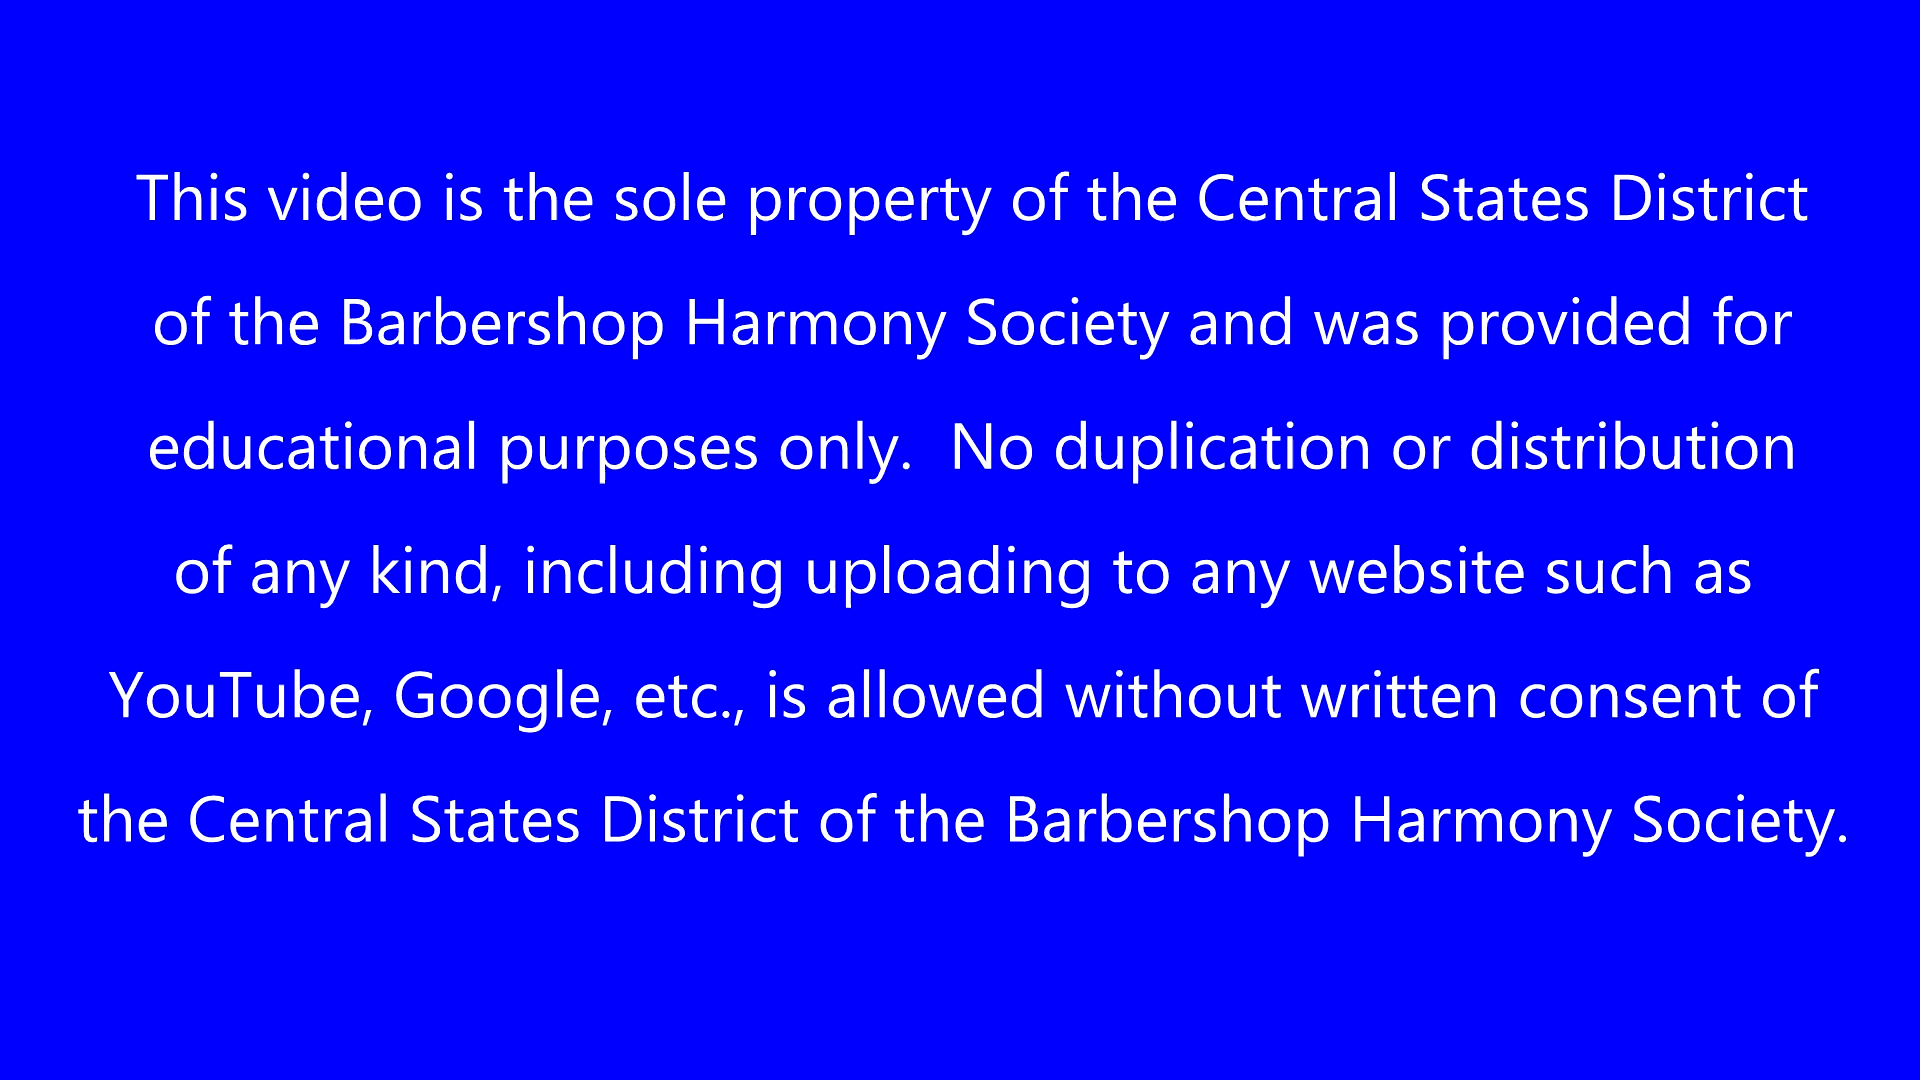 This video is the sole property of the Central States District
of the Barbershop Harmony Society and was provided for
educational purposes only.  No duplication or distribution
of any kind, including uploading to any website such as
YouTube, Google, etc., is allowed without written consent of
the Central States District of the Barbershop Harmony Society.